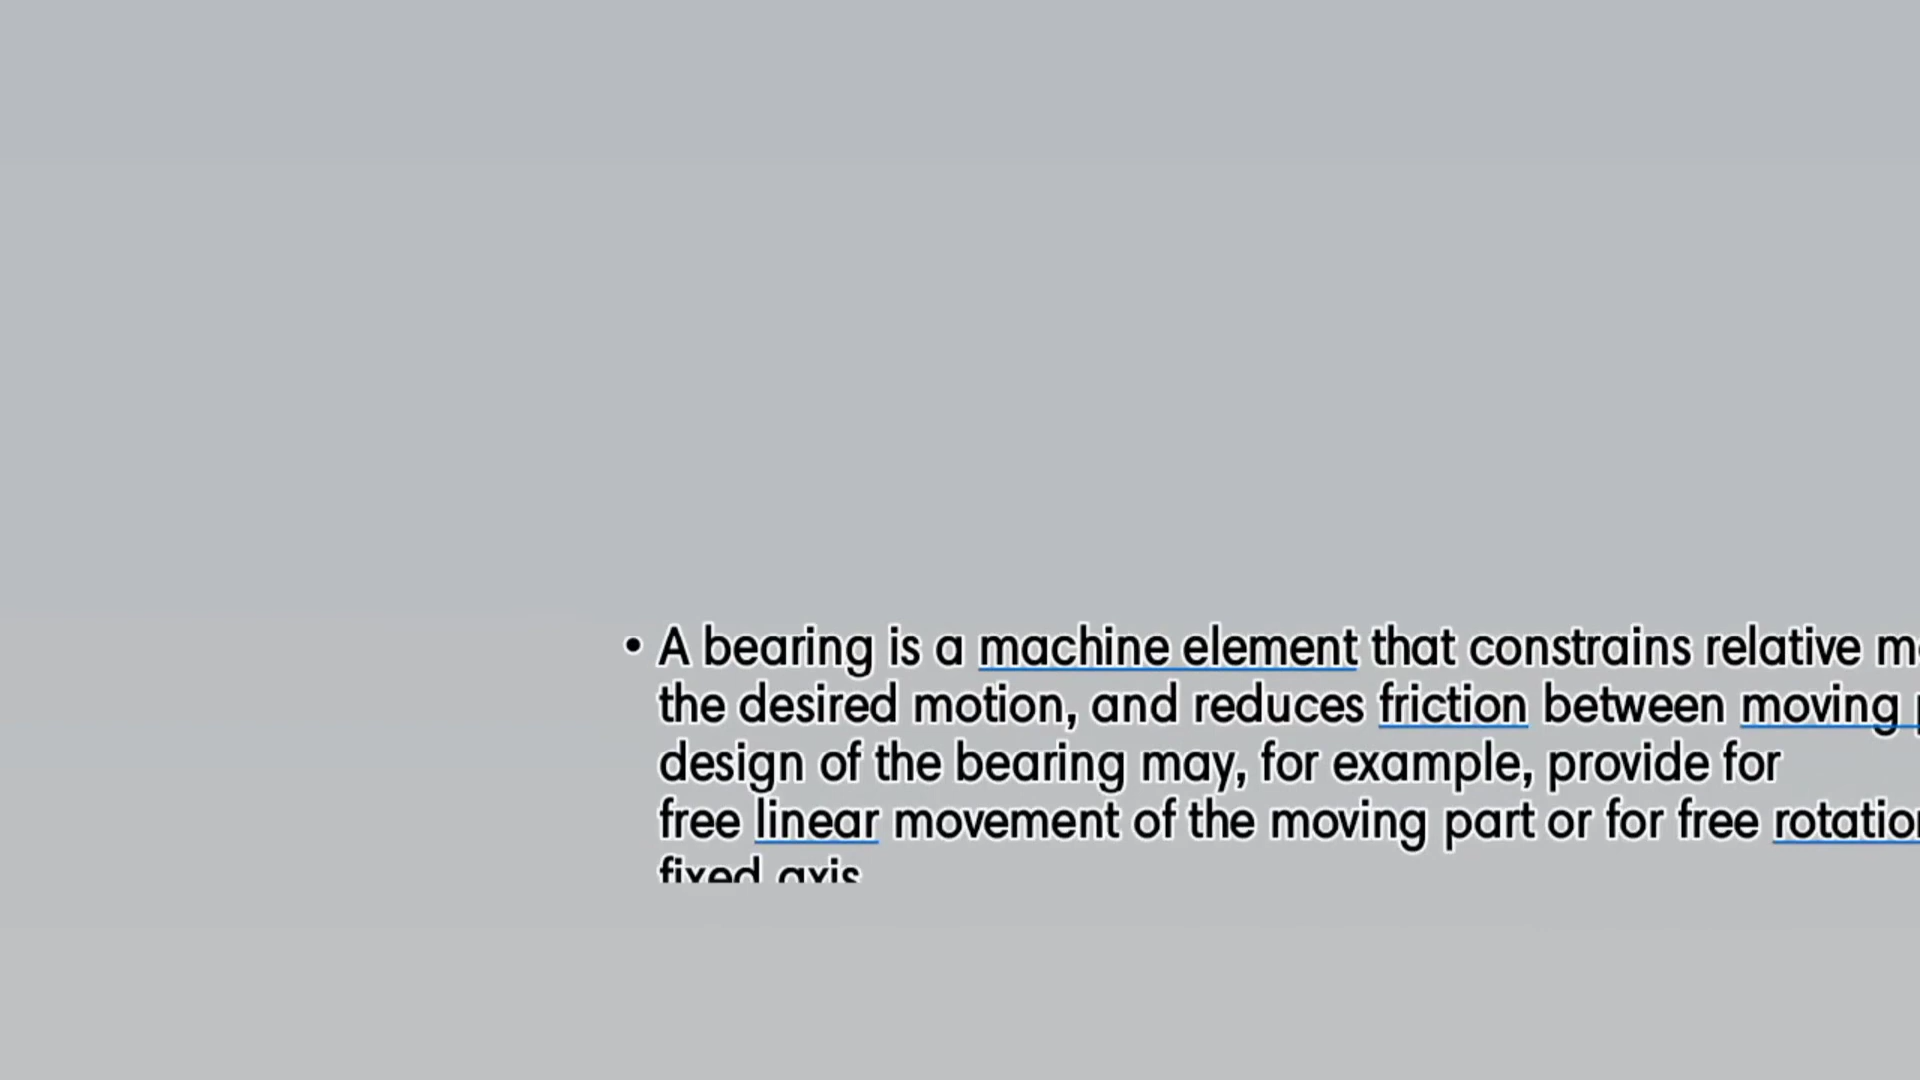 • A bearing is a machine element that constrains relative
the desired motion, and reduces friction between moving
design of the bearing may, for example, provide for
free linear movement of the moving part or for free
fixed axis